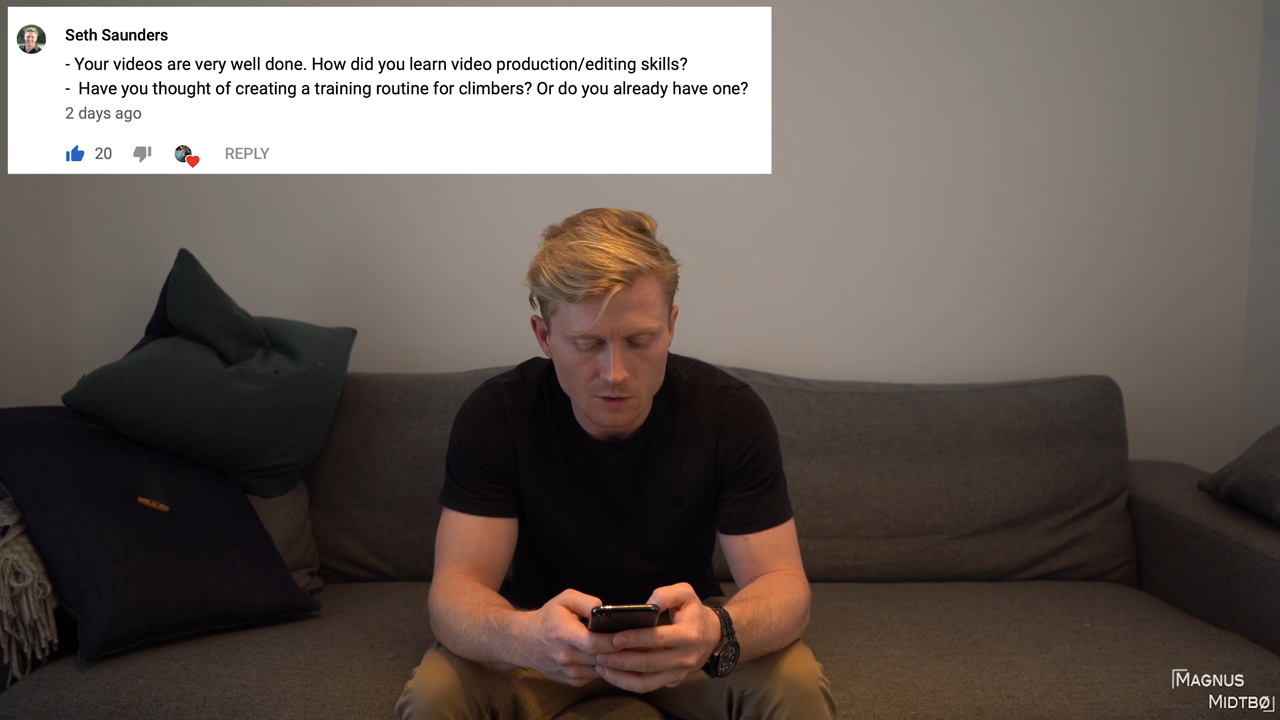 Seth Saunders
- Your videos are very well done. How did you learn video production/editing skills?
- Have you thought of creating a training routine for climbers? Or do you already have one?
2 days ago
20
REPLY
MAGNUS
MIDTBØ